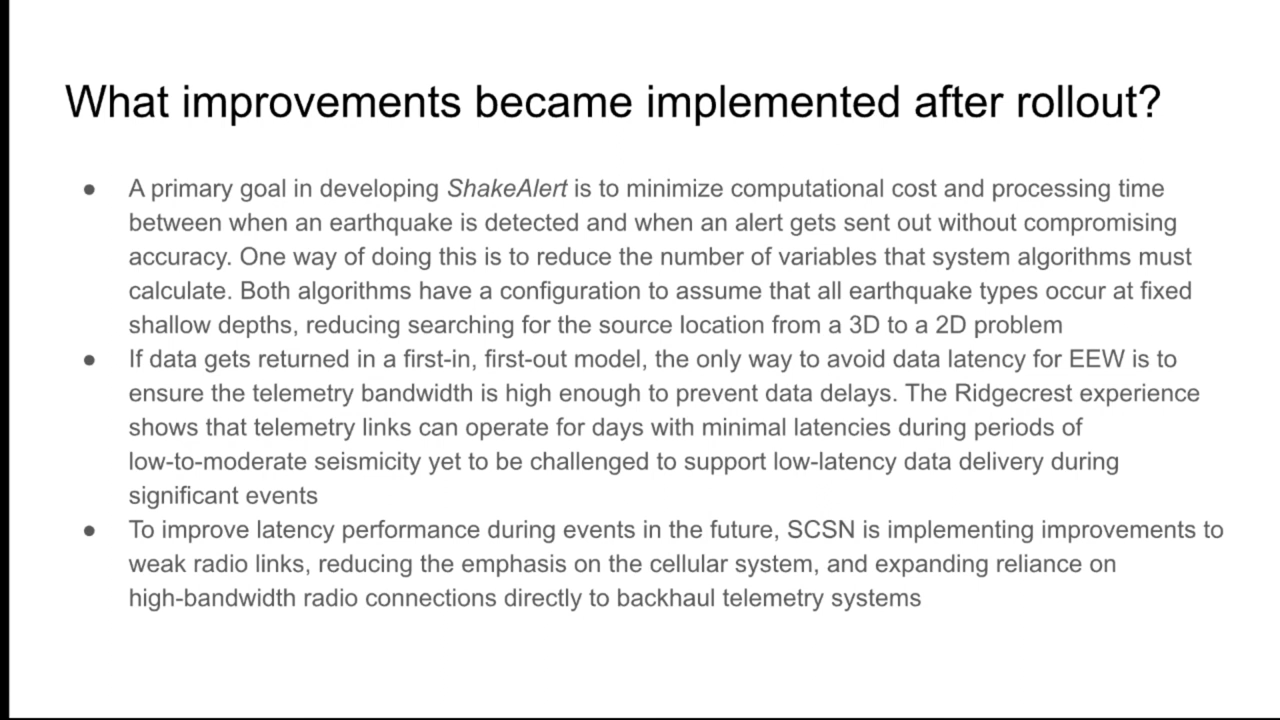 What improvements became implemented after rollout?
● A primary goal in developing ShakeAlert is to minimize computational cost and processing time
between when an earthquake is detected and when an alert gets sent out without compromising
accuracy. One way of doing this is to reduce the number of variables that system algorithms must
calculate. Both algorithms have a configuration to assume that all earthquake types occur at fixed
shallow depths, reducing searching for the source location from a 3D to a 2D problem
● If data gets returned in a first-in, first-out model, the only way to avoid data latency for EEW is to
ensure the telemetry bandwidth is high enough to prevent data delays. The Ridgecrest experience
shows that telemetry links can operate for days with minimal latencies during periods of
low-to-moderate seismicity yet to be challenged to support low-latency data delivery during
significant events
● To improve latency performance during events in the future, SCSN is implementing improvements to
weak radio links, reducing the emphasis on the cellular system, and expanding reliance on
high-bandwidth radio connections directly to backhaul telemetry systems